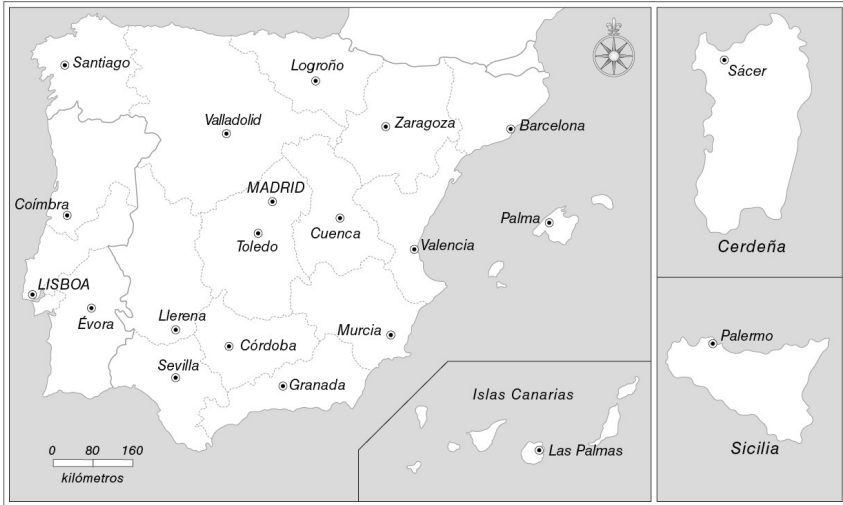 Santiago
Logroño
Valladolid
Zaragoza
Barcelona
MADRID
Coímbra
Toledo
Cuenca
Palma
Valencia
LISBOA
Évora
Llerena
Murcia
Córdoba
Sevilla
Granada
0 80 160
kilómetros
Islas Canarias
Las Palmas
Sácer
Cerdeña
Palermo
Sicilia